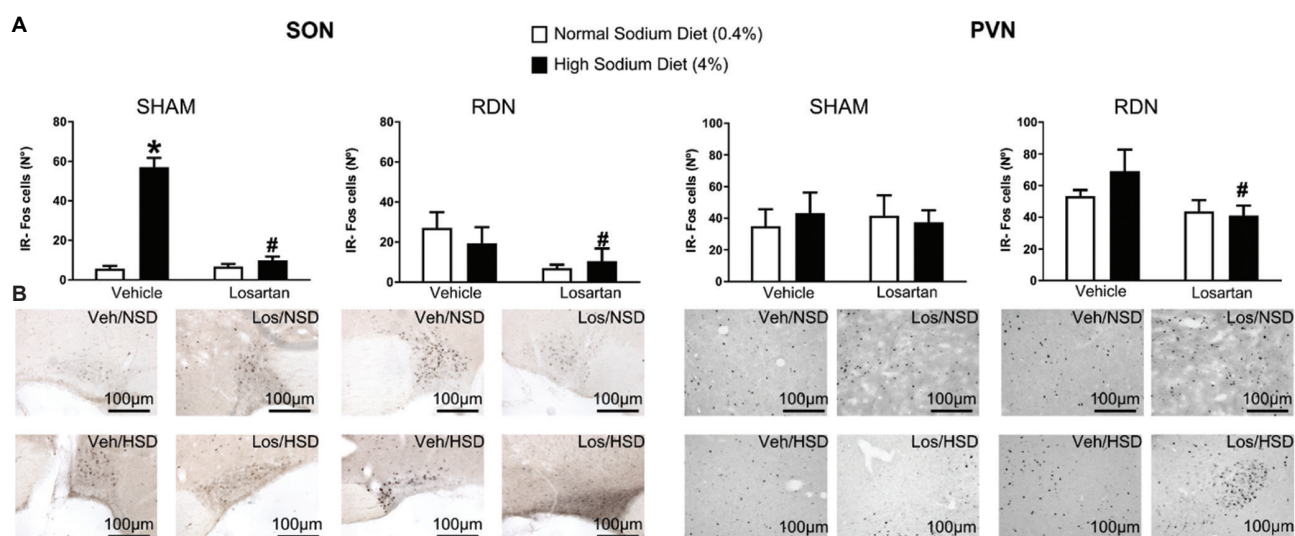 A
SON
Normal Sodium Diet (0.4%)
High Sodium Diet (4%)
PVN
SHAM
IR- Fos cells (Nº)
80
60
40
20
0
*
#
Vehicle
Losartan
RDN
IR- Fos cells (Nº)
80
60
40
20
0
#
Vehicle
Losartan
SHAM
IR- Fos cells (Nº)
100
80
60
40
20
0
Vehicle
Losartan
RDN
IR- Fos cells (Nº)
100
80
60
40
20
0
#
Vehicle
Losartan
B
Veh/NSD
100µm
Los/NSD
100µm
Veh/NSD
100µm
Los/NSD
100µm
Veh/NSD
100µm
Los/NSD
100µm
Veh/NSD
100µm
Los/NSD
100µm
Veh/HSD
100µm
Los/HSD
100µm
Veh/HSD
100µm
Los/HSD
100µm
Veh/HSD
100µm
Los/HSD
100µm
Veh/HSD
100µm
Los/HSD
100µm